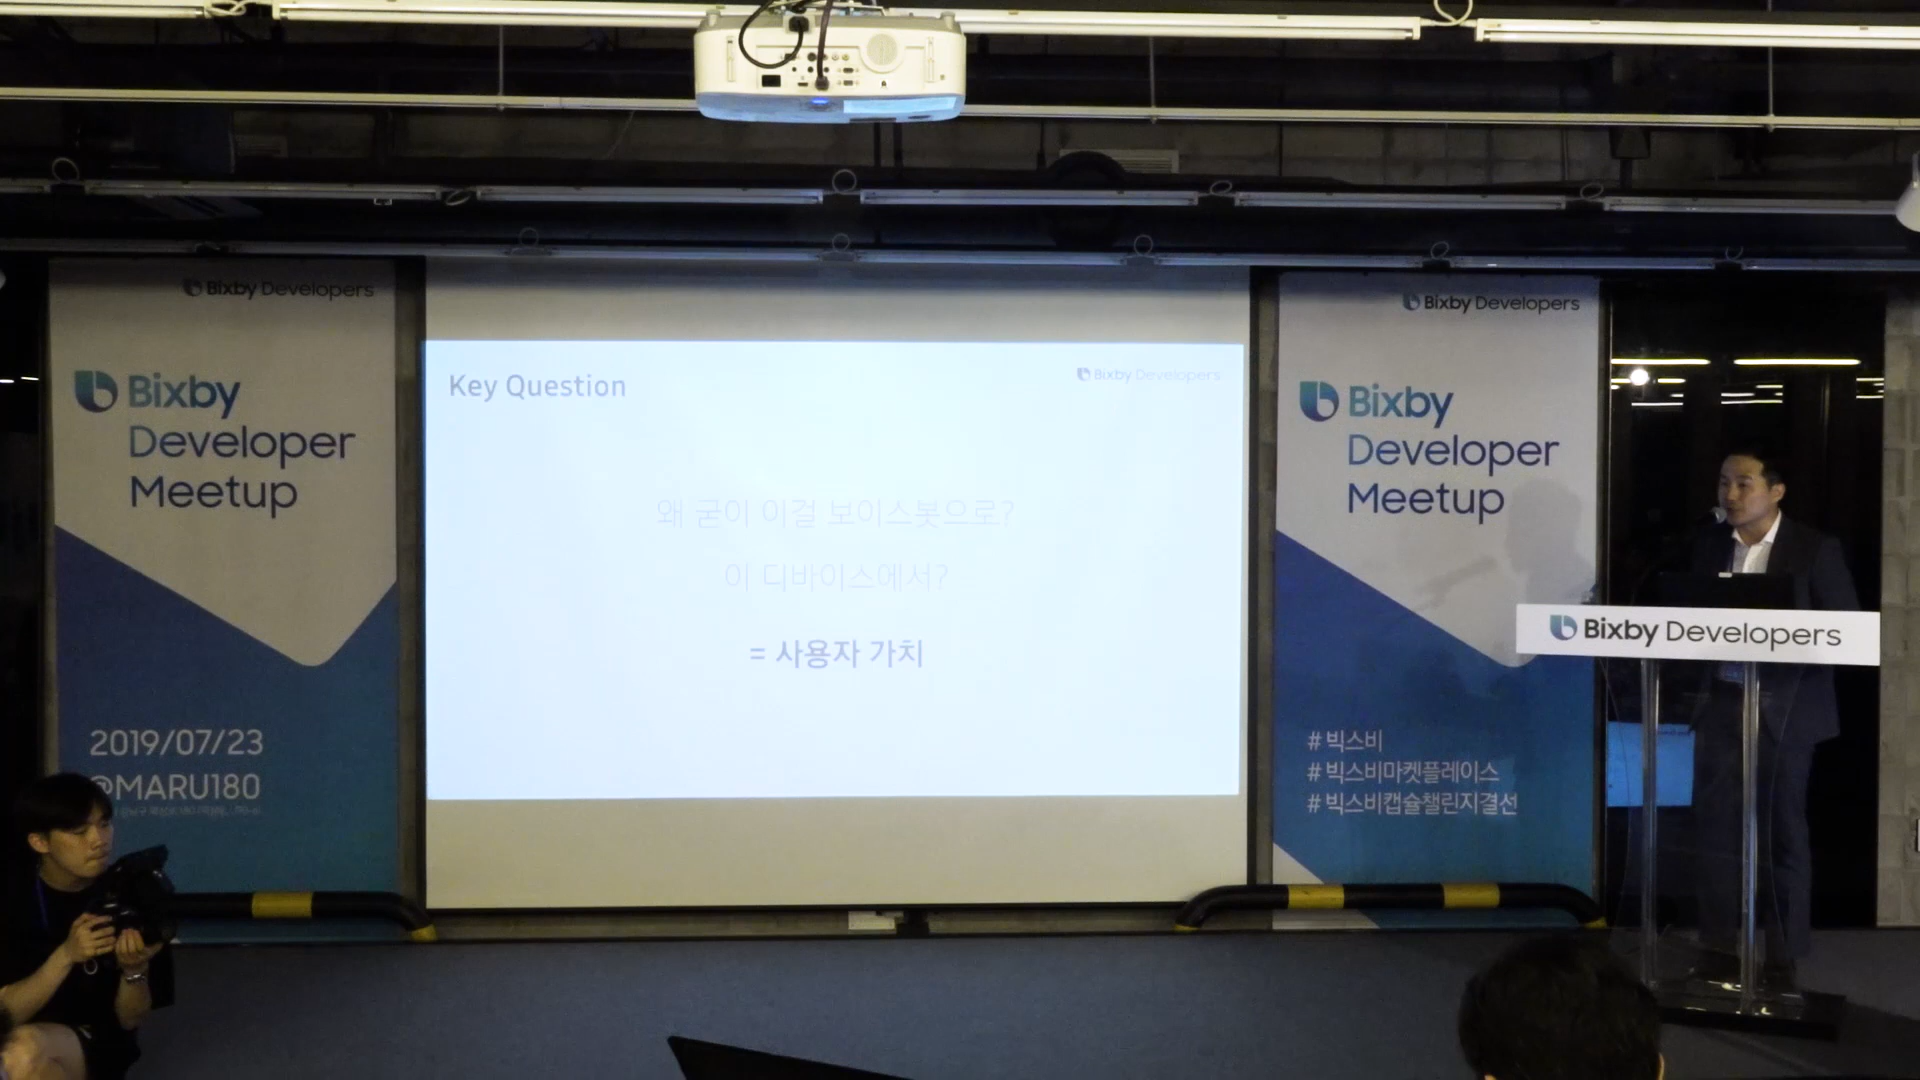 Bixby Developers
Bixby
Developer
Meetup
2019/07/23
@MARU180
Key Question
Bixby Developers
왜 굳이 이걸 보이스봇으로?
이 디바이스에서?
= 사용자 가치
Bixby Developers
Bixby
Developer
Meetup
#빅스비
#빅스비마켓플레이스
#빅스비캡슐챌린지결선
Bixby Developers